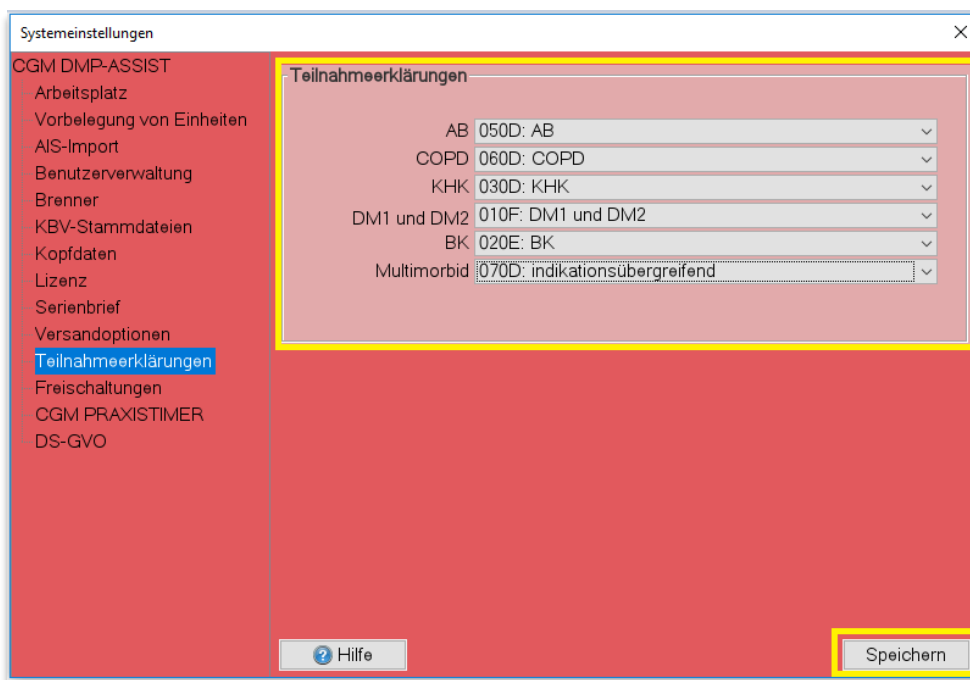 Systemeinstellungen
CGM DMP-ASSIST
Arbeitsplatz
Vorbelegung von Einheiten
AIS-Import
Benutzerverwaltung
Brenner
KBV-Stammdateien
Kopfdaten
Lizenz
Serienbrief
Versandoptionen
Teilnahmeerklärungen
Freischaltungen
CGM PRAXISTIMER
DS-GVO
Teilnahmeerklärungen
AB 050D: AB
COPD 060D: COPD
KHK 030D: KHK
DM1 und DM2 010F: DM1 und DM2
BK 020E: BK
Multimorbid 070D: indikationsübergreifend
Hilfe
Speichern